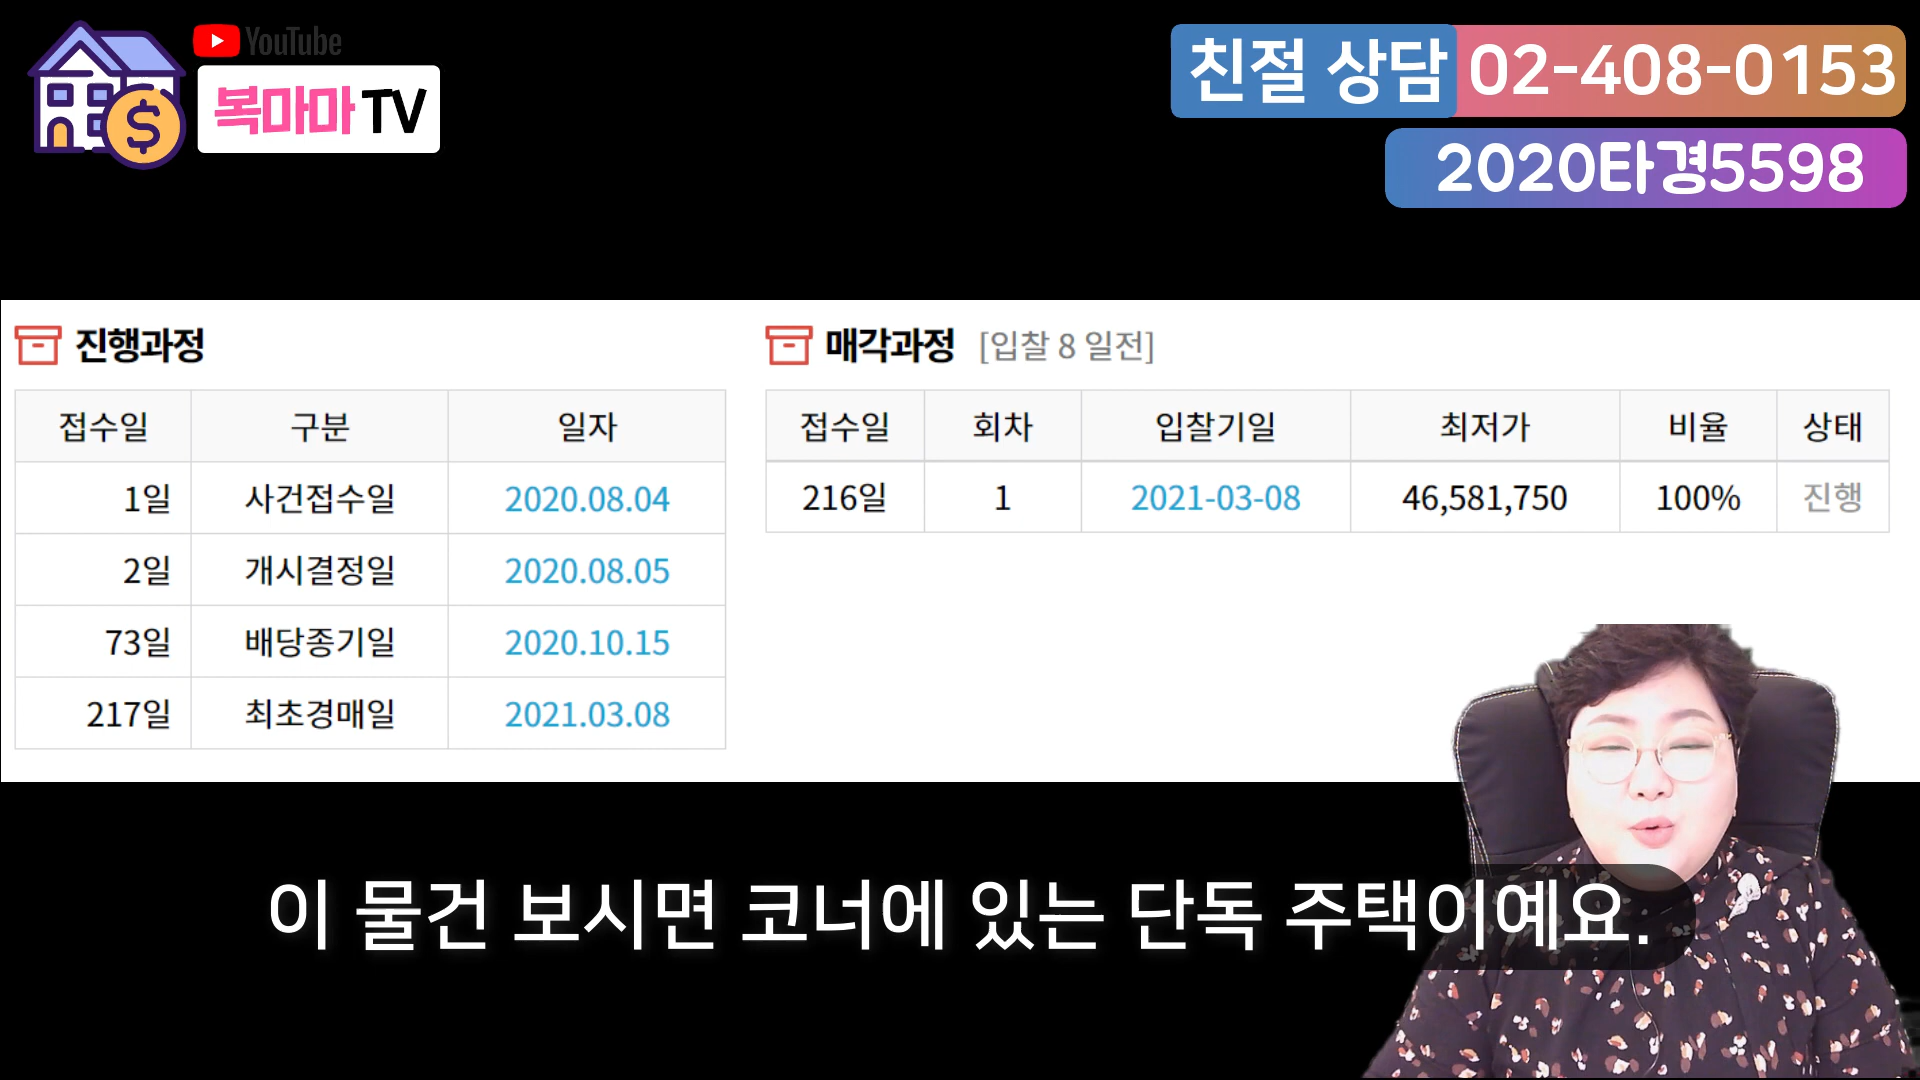 YouTube
복마마TV
친절 상담 02-408-0153
2020타경5598
진행과정
접수일 구분 일자
1일 사건접수일 2020.08.04
2일 개시결정일 2020.08.05
73일 배당종기일 2020.10.15
217일 최초경매일 2021.03.08
매각과정 [입찰 8 일전]
접수일 회차 입찰기일 최저가 비율 상태
216일 1 2021-03-08 46,581,750 100% 진행
이 물건 보시면 코너에 있는 단독 주택이예요.